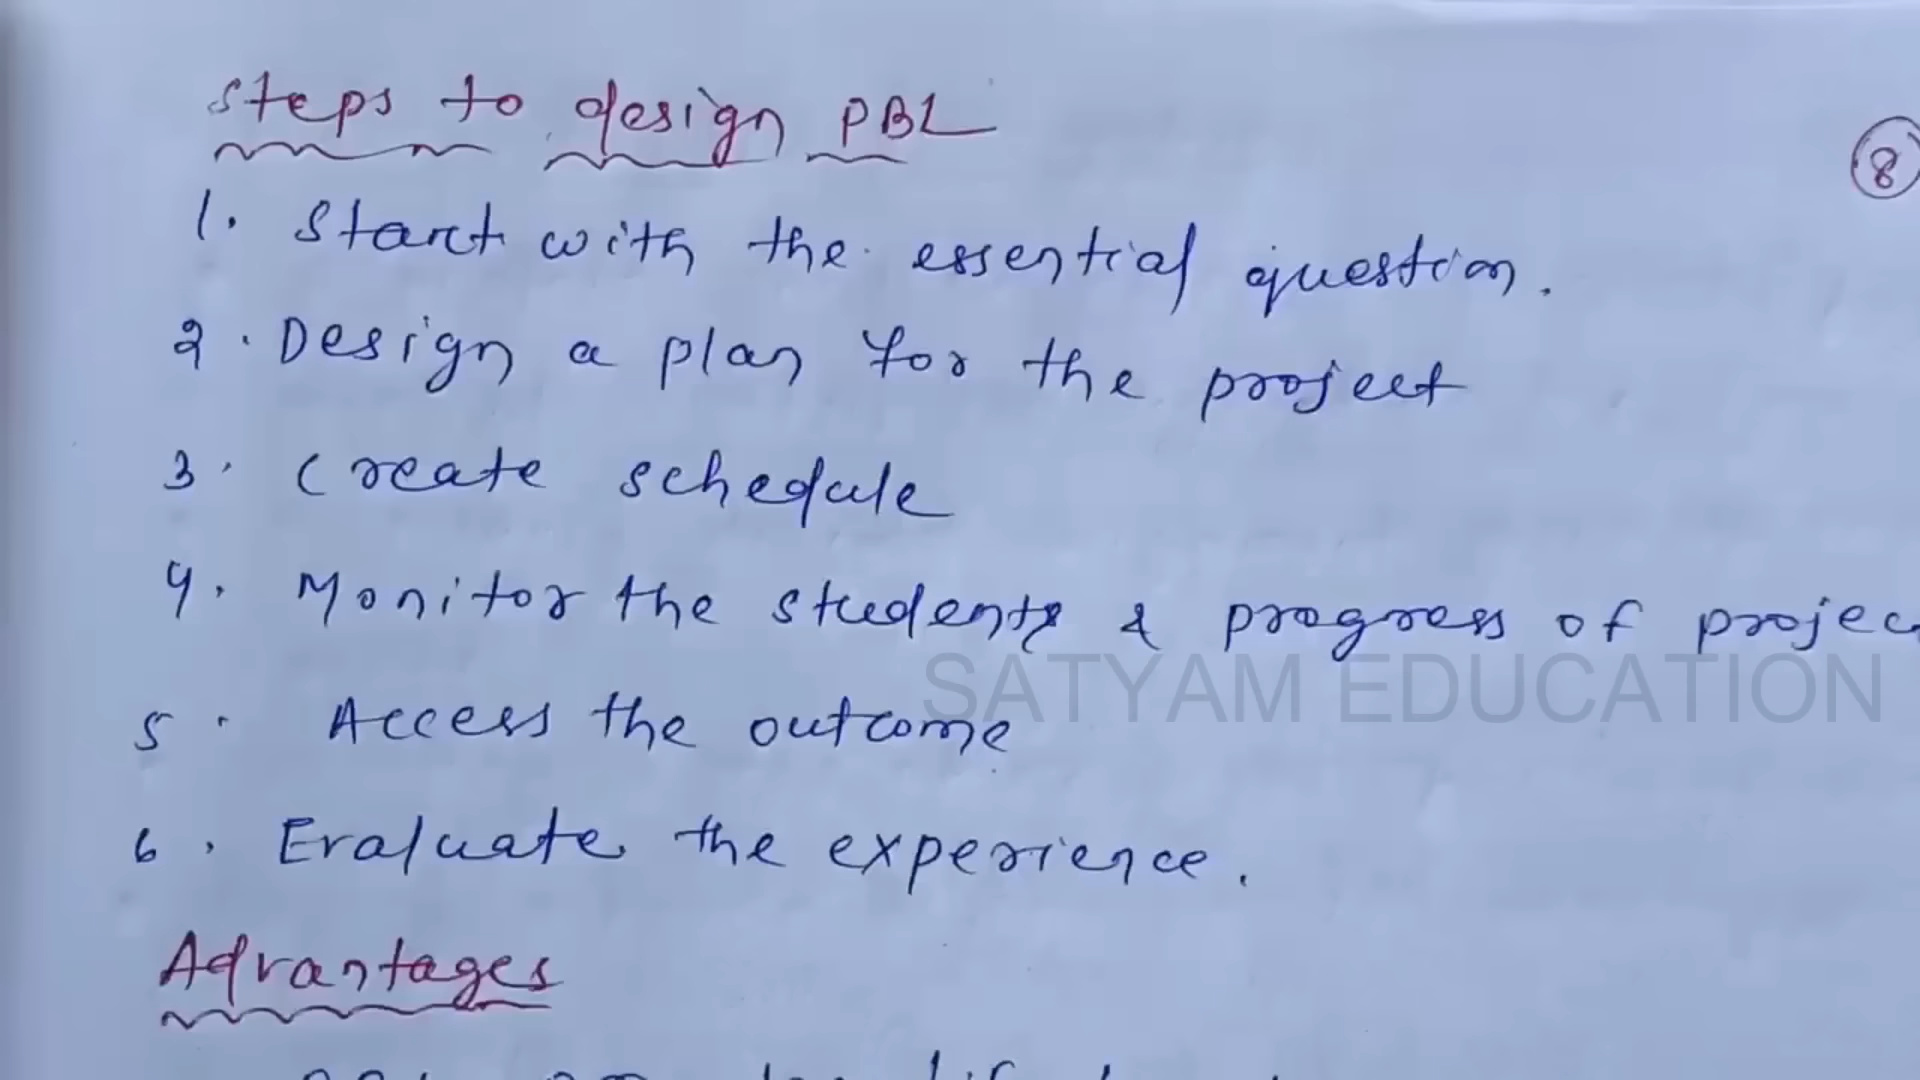 Steps to design PBL
8
1. Start with the essential question.
2. Design a plan for the project
3. Create schedule
4. Monitor the students & progress of projec
SATYAM EDUCATION
5. Access the outcome
6. Evaluate the experience.
Advantages